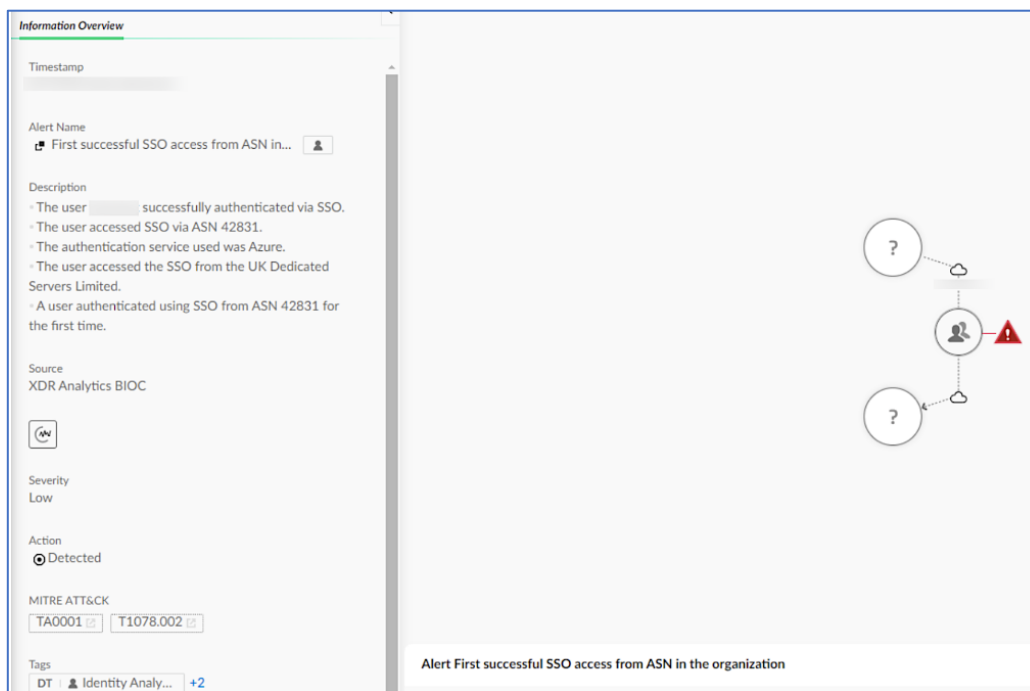 Information Overview
Timestamp
Alert Name
First successful SSO access from ASN in...
Description
The user successfully authenticated via SSO.
The user accessed SSO via ASN 42831.
The authentication service used was Azure.
The user accessed the SSO from the UK Dedicated
Servers Limited.
A user authenticated using SSO from ASN 42831 for
the first time.
Source
XDR Analytics BIOC
Severity
Low
Action
Detected
MITRE ATT&CK
TA0001 T1078.002
Tags
DT Identity Analy... +2
?
?
Alert First successful SSO access from ASN in the organization